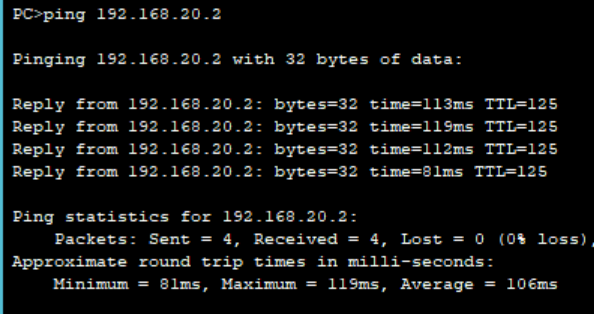 PC>ping 192.168.20.2
Pinging 192.168.20.2 with 32 bytes of data:
Reply from 192.168.20.2: bytes=32 time=113ms TTL=125
Reply from 192.168.20.2: bytes=32 time=119ms TTL=125
Reply from 192.168.20.2: bytes=32 time=112ms TTL=125
Reply from 192.168.20.2: bytes=32 time=81ms TTL=125
Ping statistics for 192.168.20.2:
Packets: Sent = 4, Received = 4, Lost = 0 (0% loss),
Approximate round trip times in milli-seconds:
Minimum = 81ms, Maximum = 119ms, Average = 106ms